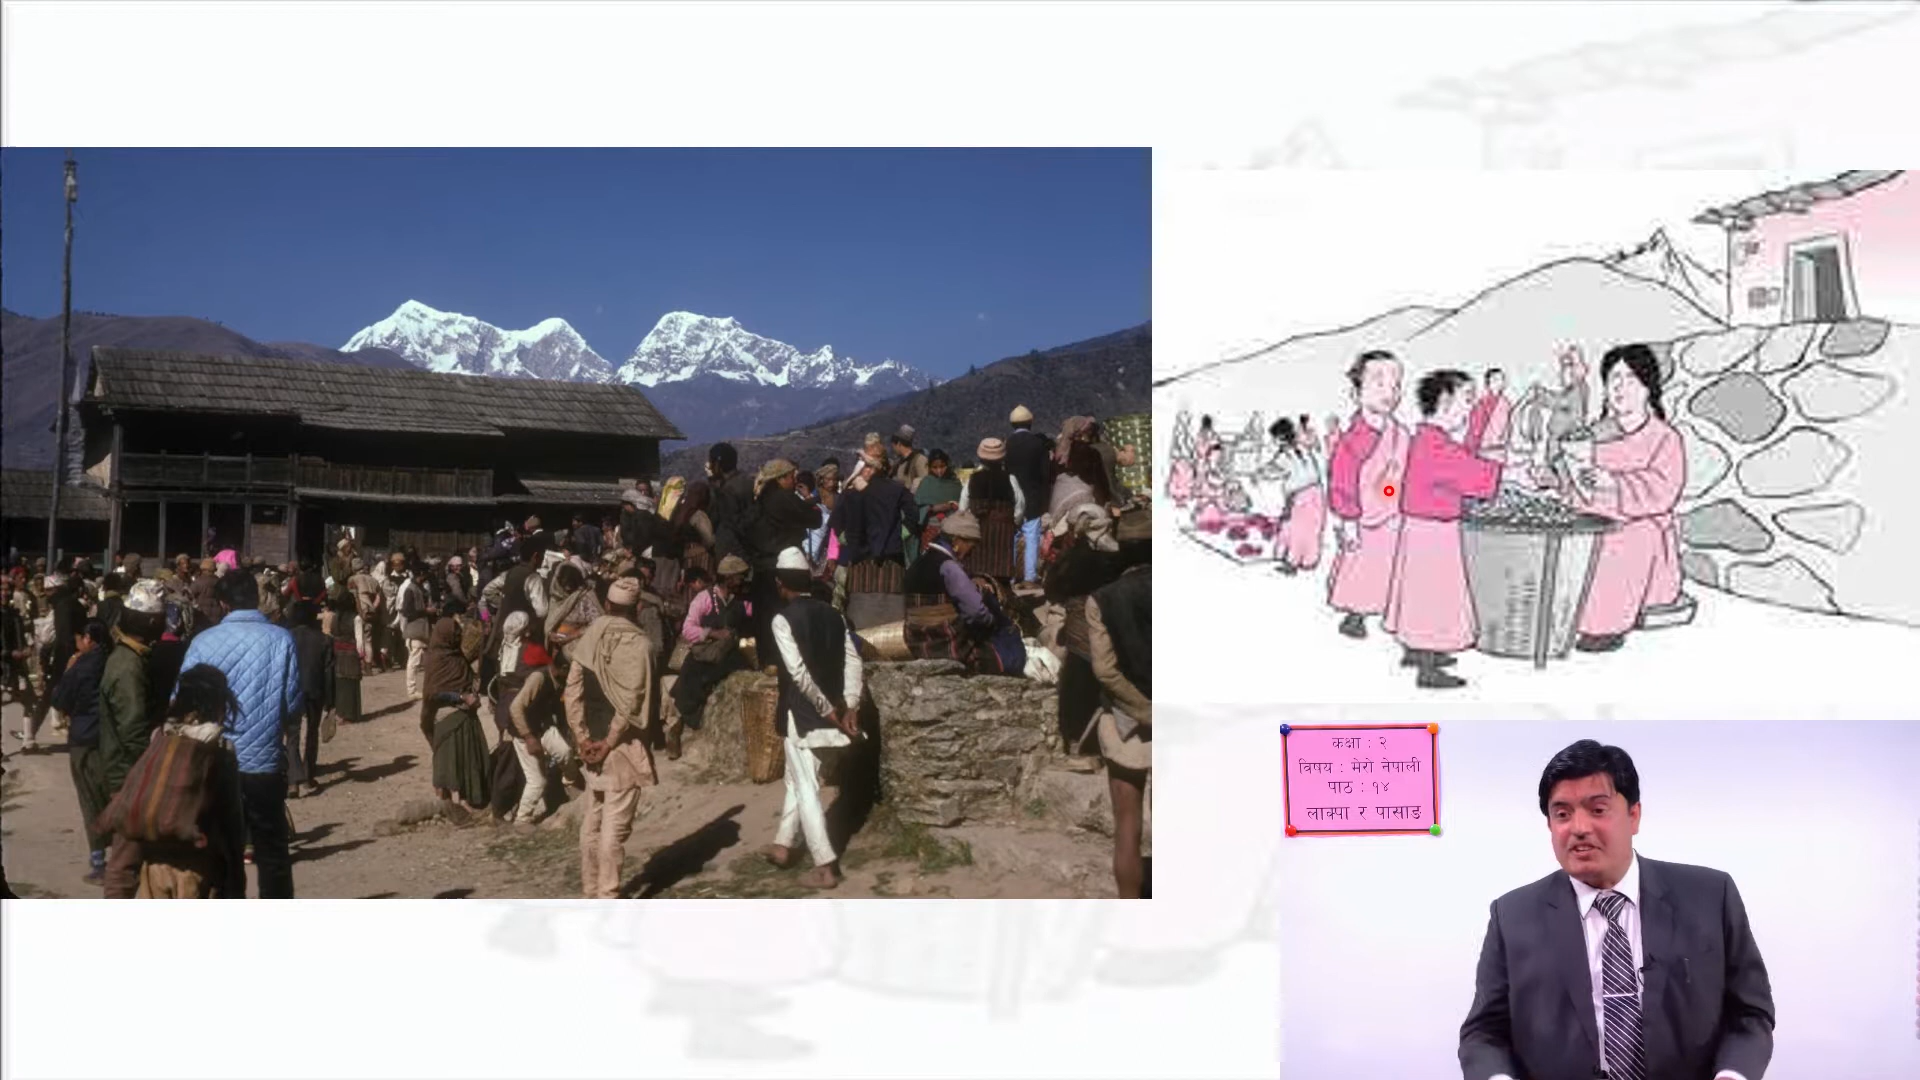 कक्षा : २
विषय : मेरो नेपाली
पाठ : १४
लाक्पा र पासाङ